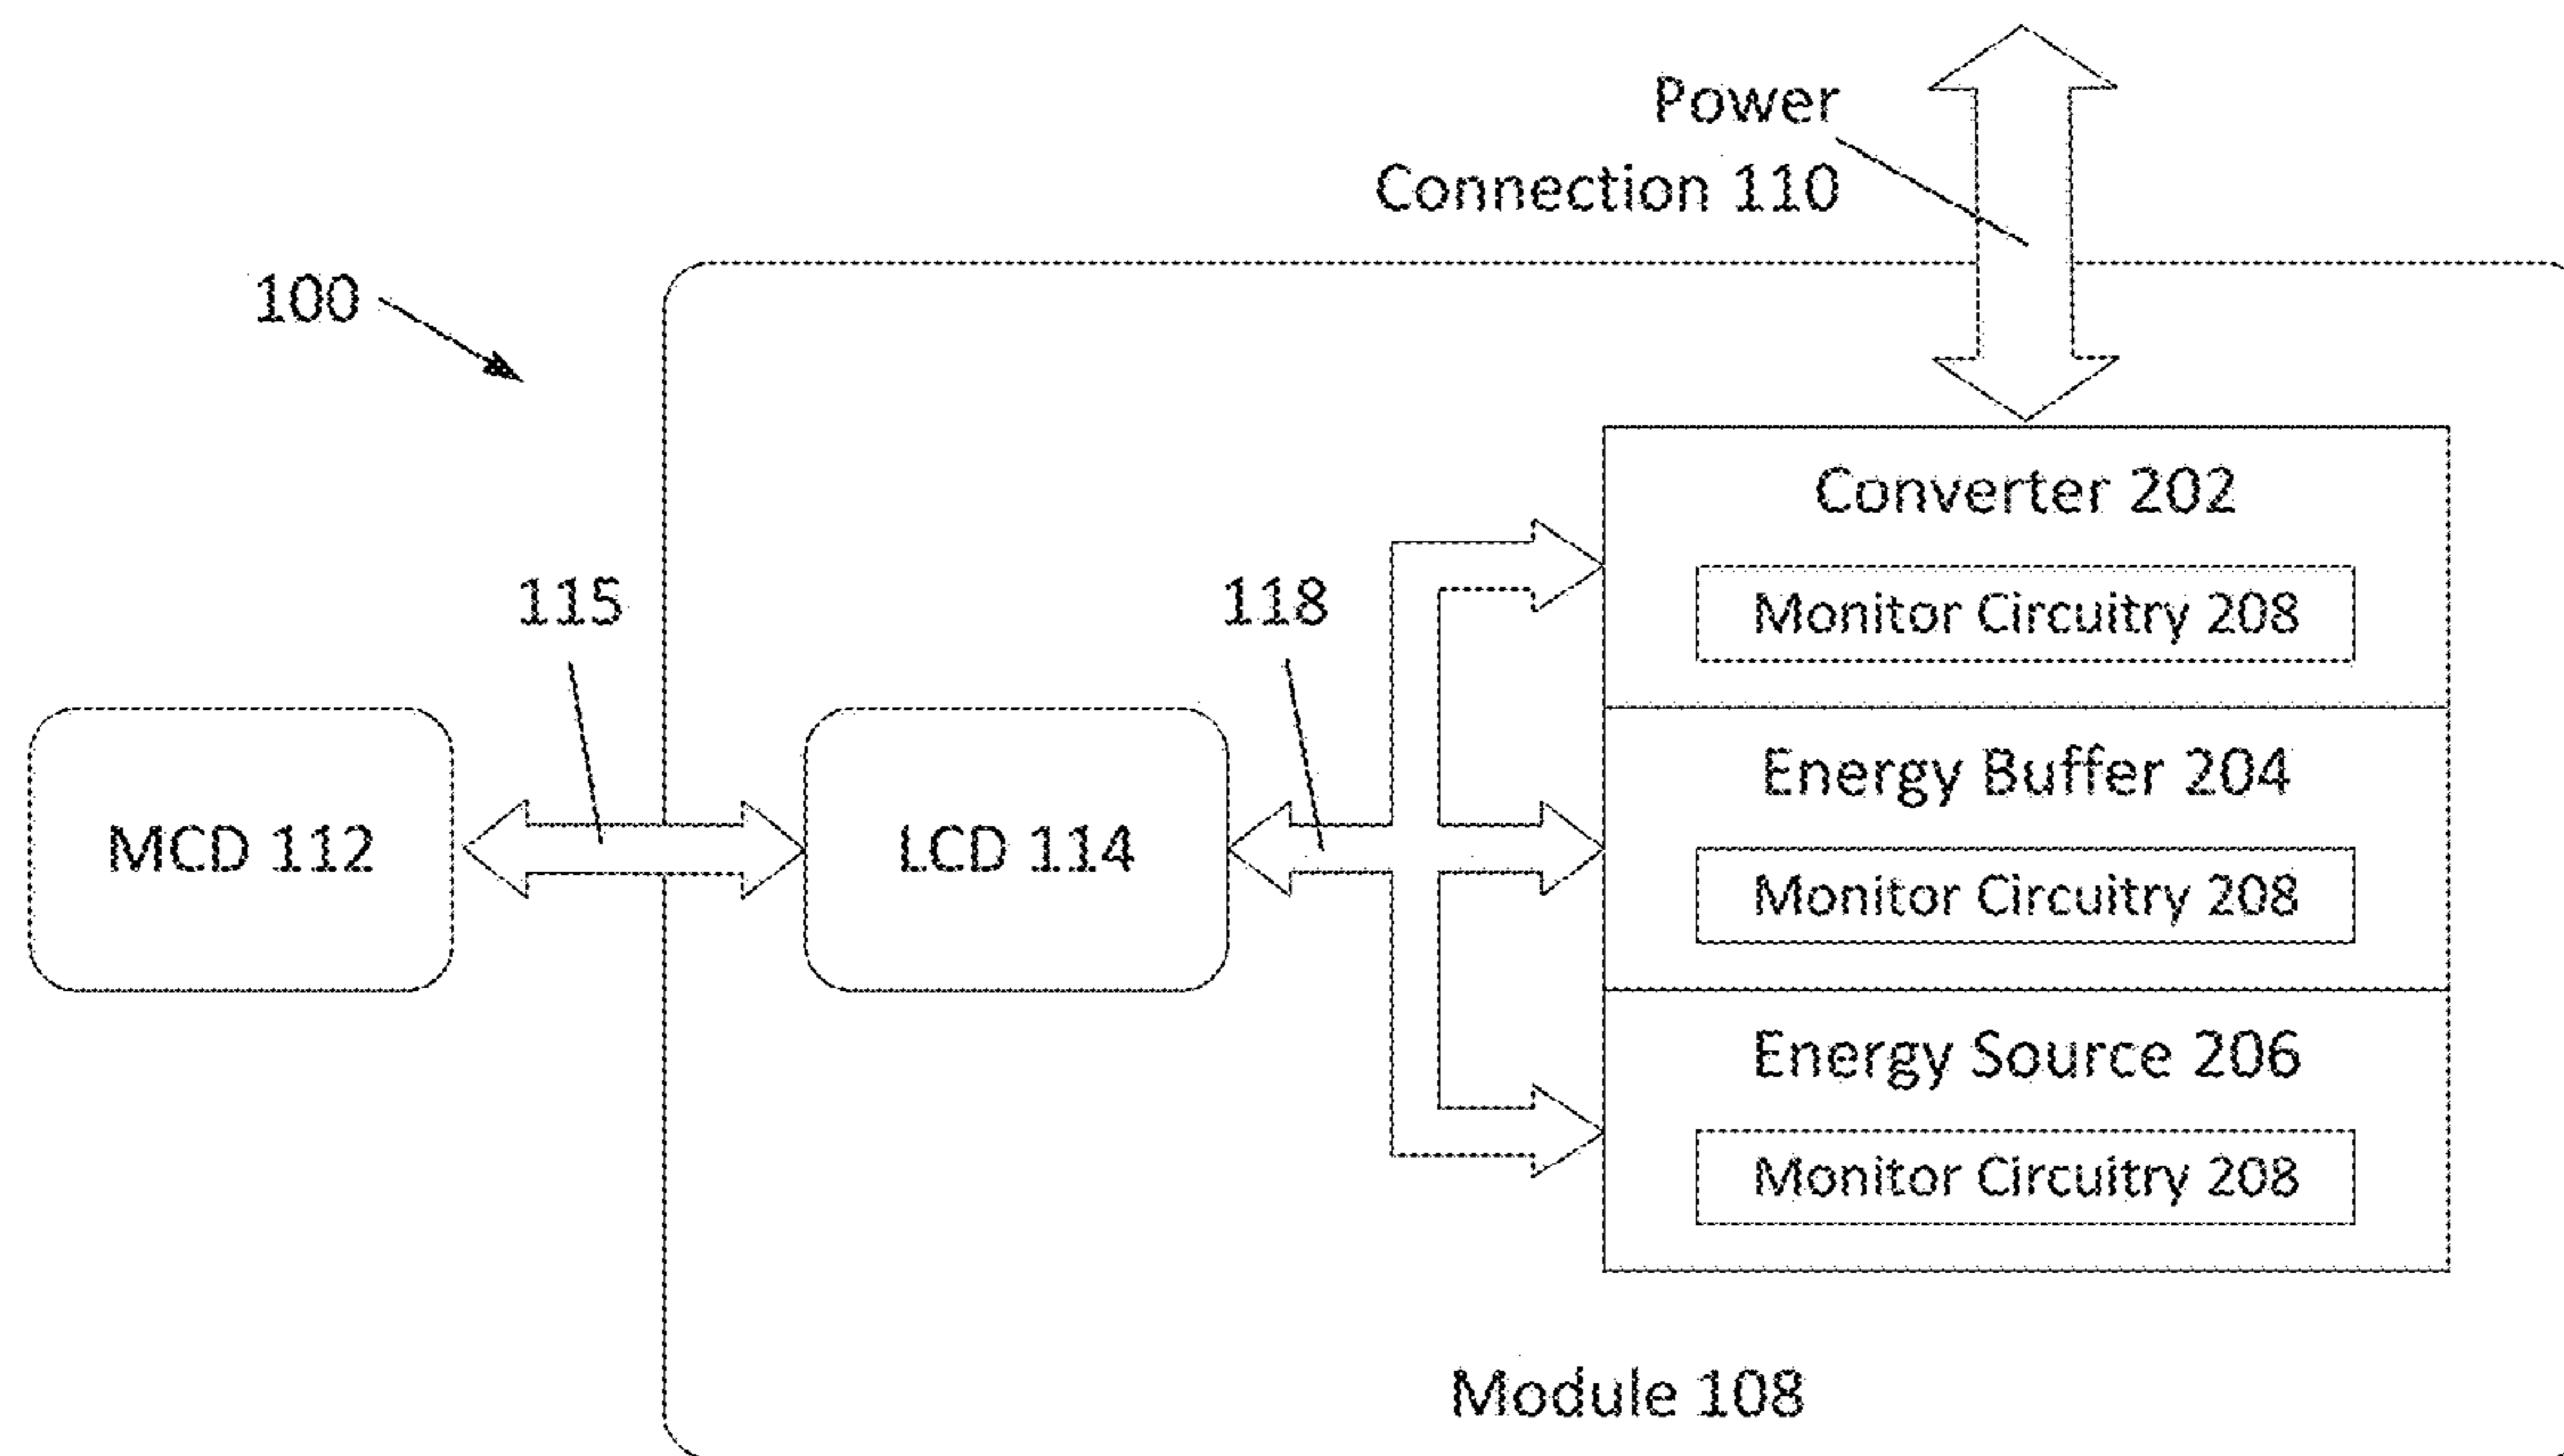 Power
Connection 110
100
Converter 202
115
118
Monitor Circuitry 208
Energy Buffer 204
MCD 112
LCD 114
Monitor Circuitry 208
Energy Source 206
Monitor Circuitry 208
Module 108